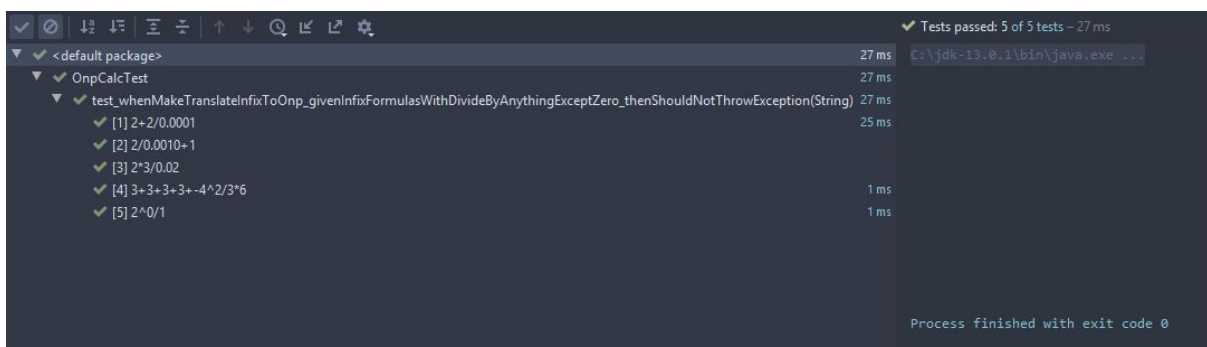 Tests passed: 5 of 5 tests – 27 ms
<default package> 27 ms
C:\jdk-13.0.1\bin\java.exe ...
OnpCalcTest 27 ms
test_whenMakeTranslateInfixToOnp_givenInfixFormulasWithDivideByAnythingExceptZero_thenShouldNotThrowException(String) 27 ms
[1] 2+2/0.0001 25 ms
[2] 2/0.0010+1
[3] 2*3/0.02
[4] 3+3+3+3+-4^2/3*6 1 ms
[5] 2^0/1 1 ms
Process finished with exit code 0